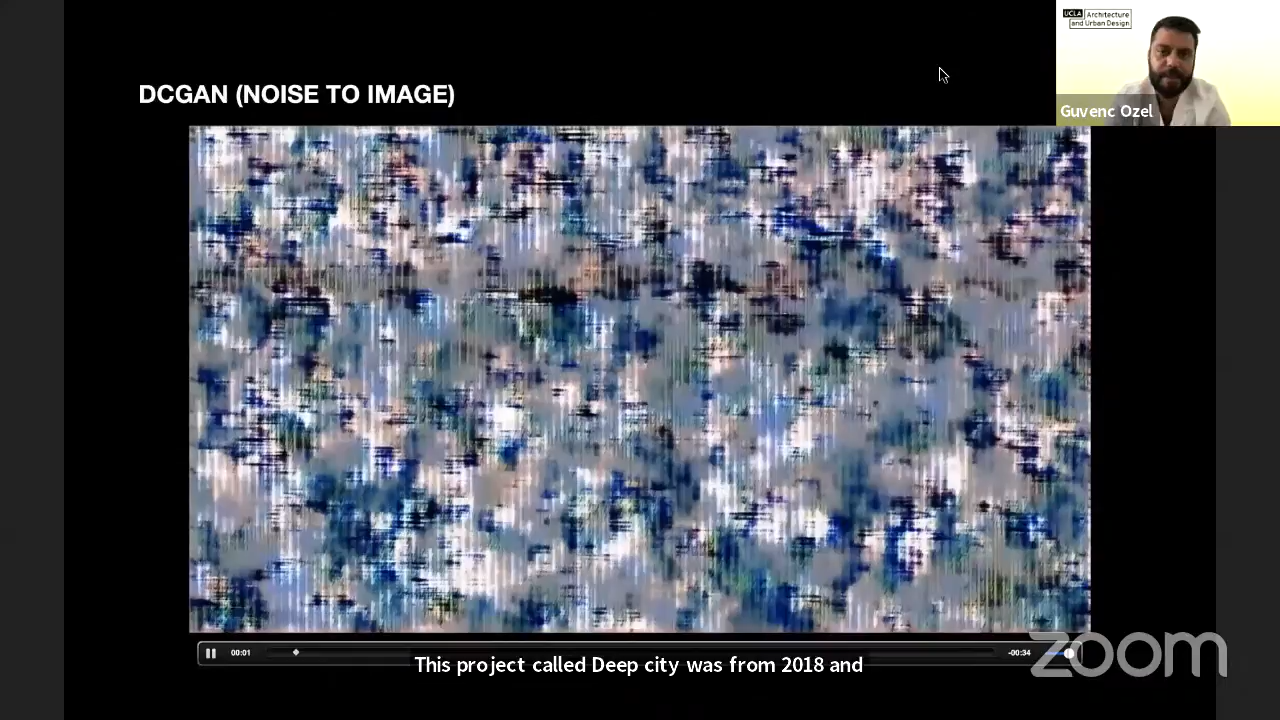 UCLA Architecture
and Urban Design
DCGAN (NOISE TO IMAGE)
Guvenc Ozel
00:01
-00:34
This project called Deep city was from 2018 and
zoom